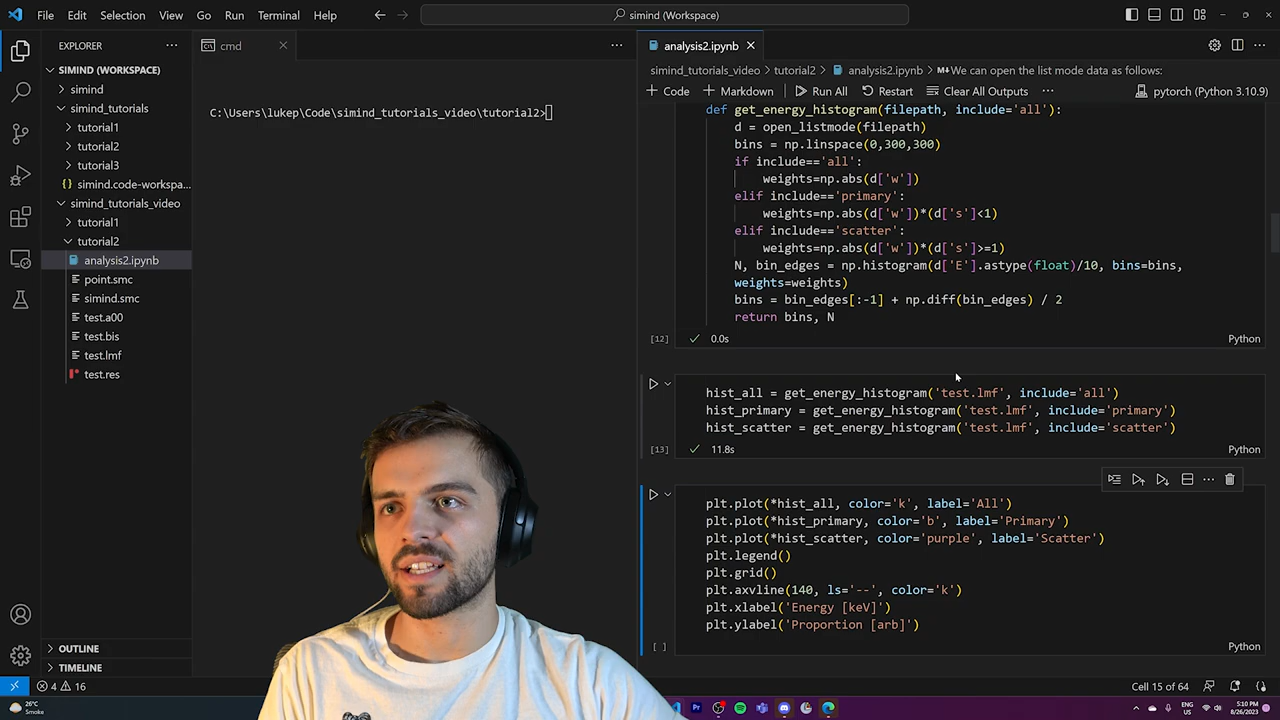 File Edit Selection View Go Run Terminal Help
simind (Workspace)
EXPLORER
SIMIND (WORKSPACE)
simind
simind_tutorials
tutorial1
tutorial2
tutorial3
{} simind.code-workspa...
simind_tutorials_video
tutorial1
tutorial2
analysis2.ipynb
point.smc
simind.smc
test.a00
test.bis
test.lmf
test.res
OUTLINE
TIMELINE
cmd
C:\Users\lukep\Code\simind_tutorials_video\tutorial2>
analysis2.ipynb
simind_tutorials_video > tutorial2 > analysis2.ipynb > M↓We can open the list mode data as follows:
+ Code + Markdown Run All Restart Clear All Outputs ... pytorch (Python 3.10.9)
def get_energy_histogram(filepath, include='all'):
d = open_listmode(filepath)
bins = np.linspace(0,300,300)
if include=='all':
weights=np.abs(d['w'])
elif include=='primary':
weights=np.abs(d['w'])*(d['s']<1)
elif include=='scatter':
weights=np.abs(d['w'])*(d['s']>=1)
N, bin_edges = np.histogram(d['E'].astype(float)/10, bins=bins,
weights=weights)
bins = bin_edges[:-1] + np.diff(bin_edges) / 2
return bins, N
[12] 0.0s Python
hist_all = get_energy_histogram('test.lmf', include='all')
hist_primary = get_energy_histogram('test.lmf', include='primary')
hist_scatter = get_energy_histogram('test.lmf', include='scatter')
[13] 11.8s Python
plt.plot(*hist_all, color='k', label='All')
plt.plot(*hist_primary, color='b', label='Primary')
plt.plot(*hist_scatter, color='purple', label='Scatter')
plt.legend()
plt.grid()
plt.axvline(140, ls='--', color='k')
plt.xlabel('Energy [keV]')
plt.ylabel('Proportion [arb]')
[ ] Python
4 16
Cell 15 of 64
26°C
Smoke
ENG
US
5:10 PM
8/26/2023